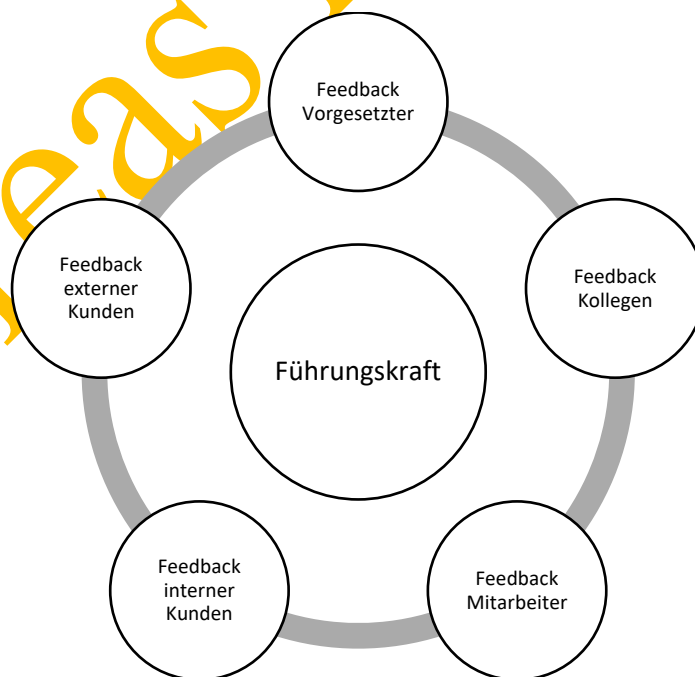 Feedback
Vorgesetzter
Feedback
externer
Kunden
Feedback
Kollegen
Führungskraft
Feedback
interner
Kunden
Feedback
Mitarbeiter